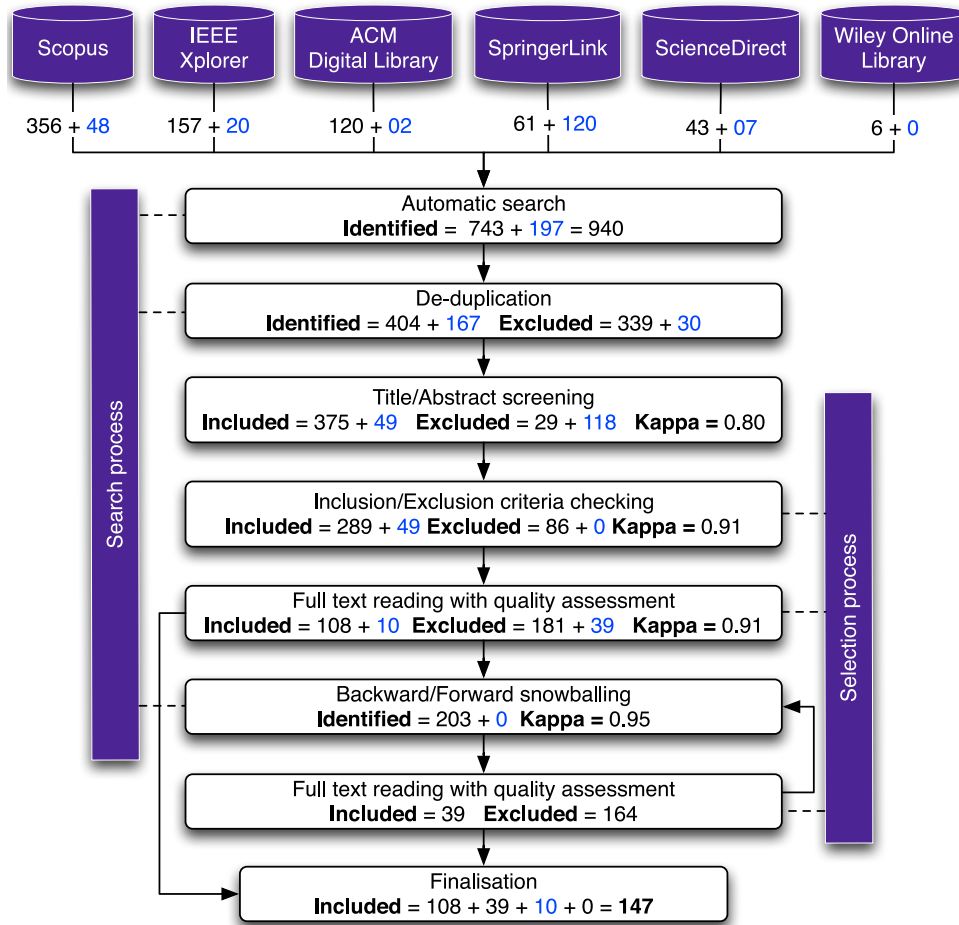 Scopus
IEEE
Xplorer
ACM
Digital Library
SpringerLink
ScienceDirect
Wiley Online
Library
356 + 48
157 + 20
120 + 02
61 + 120
43 + 07
6 + 0
Search process
Automatic search
Identified = 743 + 197 = 940
De-duplication
Identified = 404 + 167 Excluded = 339 + 30
Title/Abstract screening
Included = 375 + 49 Excluded = 29 + 118 Kappa = 0.80
Inclusion/Exclusion criteria checking
Included = 289 + 49 Excluded = 86 + 0 Kappa = 0.91
Full text reading with quality assessment
Included = 108 + 10 Excluded = 181 + 39 Kappa = 0.91
Backward/Forward snowballing
Identified = 203 + 0 Kappa = 0.95
Full text reading with quality assessment
Included = 39 Excluded = 164
Finalisation
Included = 108 + 39 + 10 + 0 = 147
Selection process